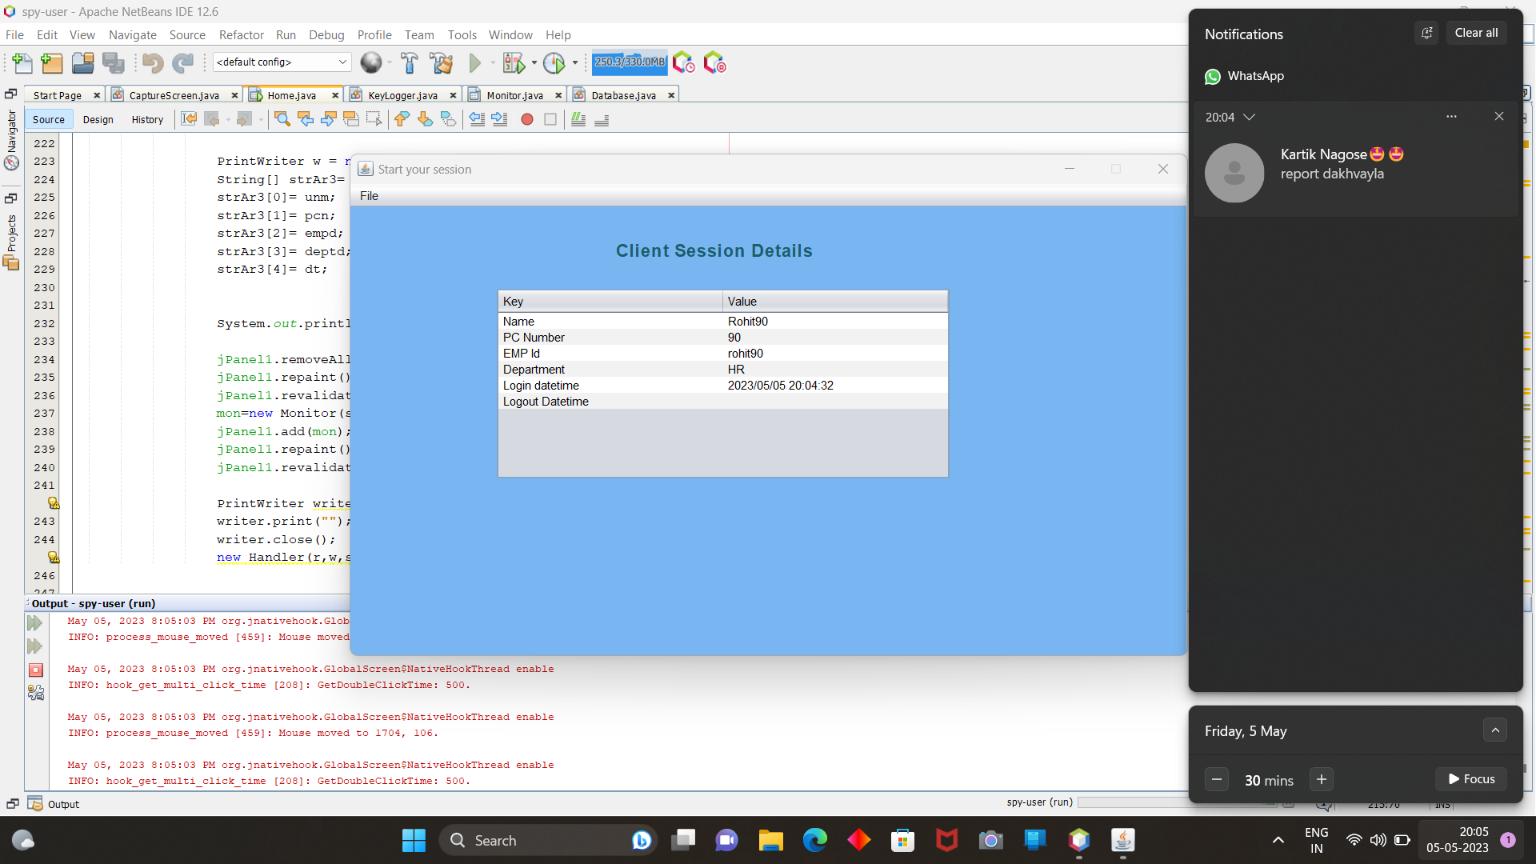 spy-user - Apache NetBeans IDE 12.6
File Edit View Navigate Source Refactor Run Debug Profile Team Tools Window Help
<default config>
250.3/330.0MB
Start Page CaptureScreen.java Home.java KeyLogger.java Monitor.java Database.java
Source Design History
Navigator
Projects
222
223 PrintWriter w = n
224 String[] strAr3=
225 strAr3[0]= unm;
226 strAr3[1]= pcn;
227 strAr3[2]= empd;
228 strAr3[3]= deptd;
229 strAr3[4]= dt;
230
231
232 System.out.printl
233
234 jPanel1.removeAll
235 jPanel1.repaint()
236 jPanel1.revalidat
237 mon=new Monitor(s
238 jPanel1.add(mon);
239 jPanel1.repaint()
240 jPanel1.revalidat
241
PrintWriter write
243 writer.print("");
244 writer.close();
new Handler(r,w,s
246
247
Start your session
File
Client Session Details
Key Value
Name Rohit90
PC Number 90
EMP Id rohit90
Department HR
Login datetime 2023/05/05 20:04:32
Logout Datetime
Output - spy-user (run)
May 05, 2023 8:05:03 PM org.jnativehook.Glob
INFO: process_mouse_moved [459]: Mouse moved
May 05, 2023 8:05:03 PM org.jnativehook.GlobalScreen$NativeHookThread enable
INFO: hook_get_multi_click_time [208]: GetDoubleClickTime: 500.
May 05, 2023 8:05:03 PM org.jnativehook.GlobalScreen$NativeHookThread enable
INFO: process_mouse_moved [459]: Mouse moved to 1704, 106.
May 05, 2023 8:05:03 PM org.jnativehook.GlobalScreen$NativeHookThread enable
INFO: hook_get_multi_click_time [208]: GetDoubleClickTime: 500.
Output
spy-user (run)
Notifications Clear all
WhatsApp
20:04
Kartik Nagose🤩🤩
report dakhvayla
Friday, 5 May
30 mins Focus
Search
ENG
IN
20:05
05-05-2023
1